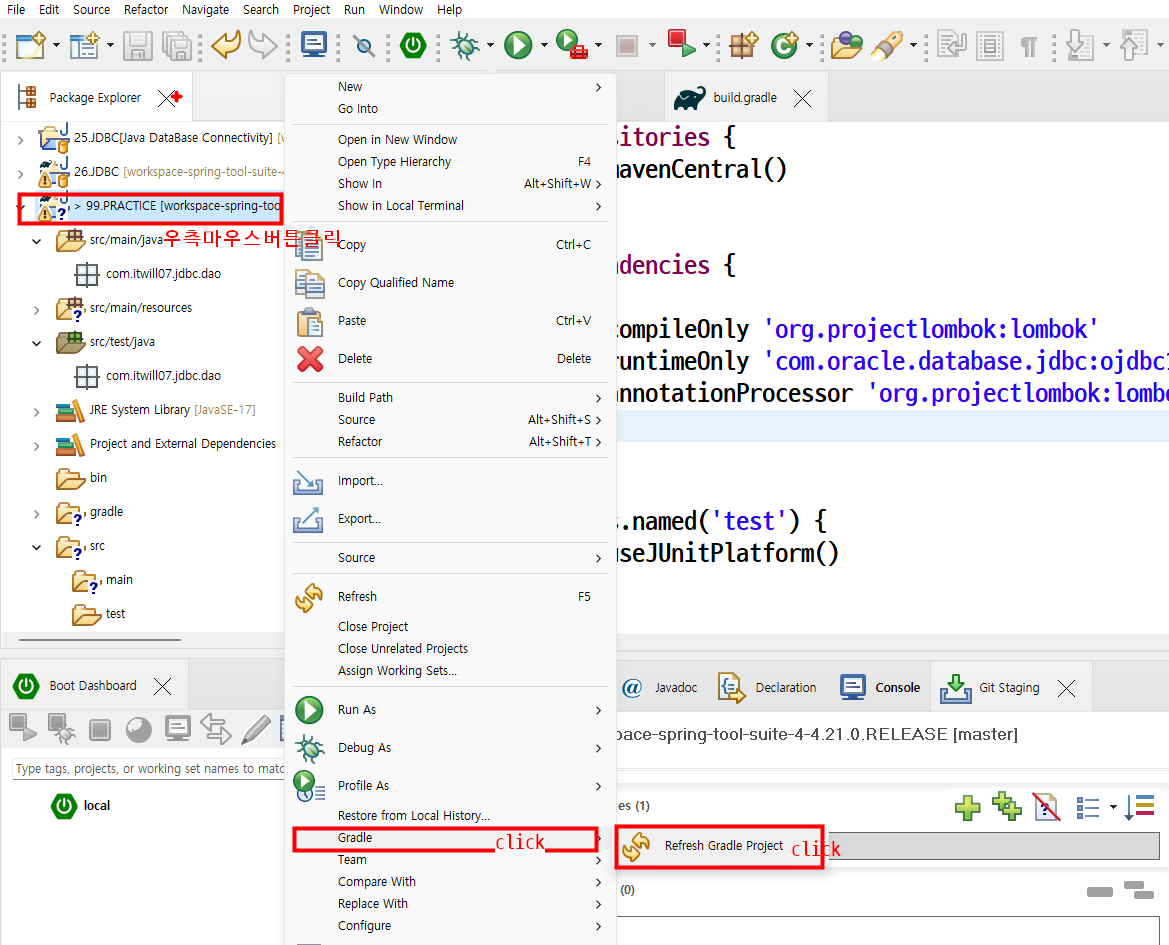 File Edit Source Refactor Navigate Search Project Run Window Help
Package Explorer
25.JDBC[Java DataBase Connectivity]
26.JDBC [workspace-spring-tool-suite-4
> 99.PRACTICE [workspace-spring-too
src/main/java
우측마우스버튼클릭
com.itwill07.jdbc.dao
src/main/resources
src/test/java
com.itwill07.jdbc.dao
JRE System Library [JavaSE-17]
Project and External Dependencies
bin
gradle
src
main
test
Boot Dashboard
Type tags, projects, or working set names to matc
local
New
Go Into
Open in New Window
Open Type Hierarchy F4
Show In Alt+Shift+W >
Show in Local Terminal
Copy Ctrl+C
Copy Qualified Name
Paste Ctrl+V
Delete Delete
Build Path
Source Alt+Shift+S >
Refactor Alt+Shift+T >
Import...
Export...
Source
Refresh F5
Close Project
Close Unrelated Projects
Assign Working Sets...
Run As
Debug As
Profile As
Restore from Local History...
Gradle click
Team
Compare With
Replace With
Configure
Refresh Gradle Project click
build.gradle
sitories {
mavenCentral()
ndencies {
compileOnly 'org.projectlombok:lombok'
runtimeOnly 'com.oracle.database.jdbc:ojdbc1
annotationProcessor 'org.projectlombok:lombo
s.named('test') {
useJUnitPlatform()
@ Javadoc Declaration Console Git Staging
pace-spring-tool-suite-4-4.21.0.RELEASE [master]
es (1)
(0)